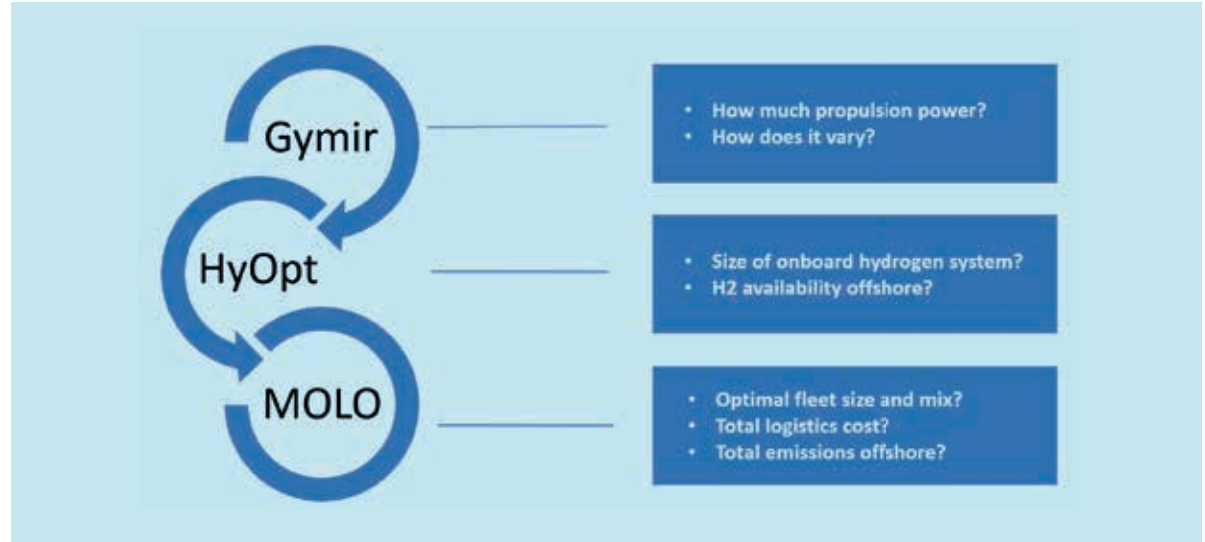 Gymir
• How much propulsion power?
• How does it vary?
HyOpt
• Size of onboard hydrogen system?
• H2 availability offshore?
MOLO
• Optimal fleet size and mix?
• Total logistics cost?
• Total emissions offshore?